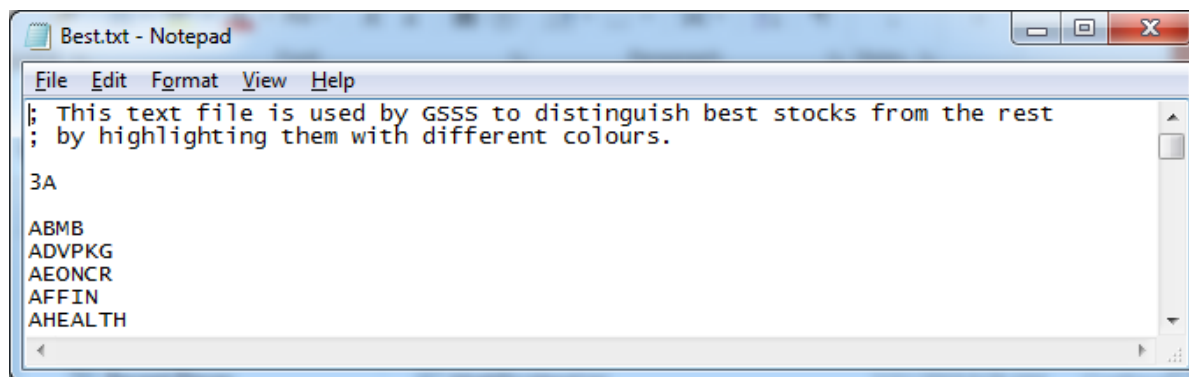 Best.txt - Notepad
File Edit Format View Help
; This text file is used by GSSS to distinguish best stocks from the rest
; by highlighting them with different colours.
3A
ABMB
ADVPKG
AEONCR
AFFIN
AHEALTH